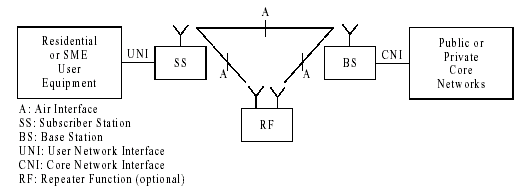 A
Residential
or SME
User
Equipment
UNI
SS
A
A
BS
CNI
Public or
Private
Core
Networks
RF
A: Air Interface
SS: Subscriber Station
BS: Base Station
UNI: User Network Interface
CNI: Core Network Interface
RF: Repeater Function (optional)